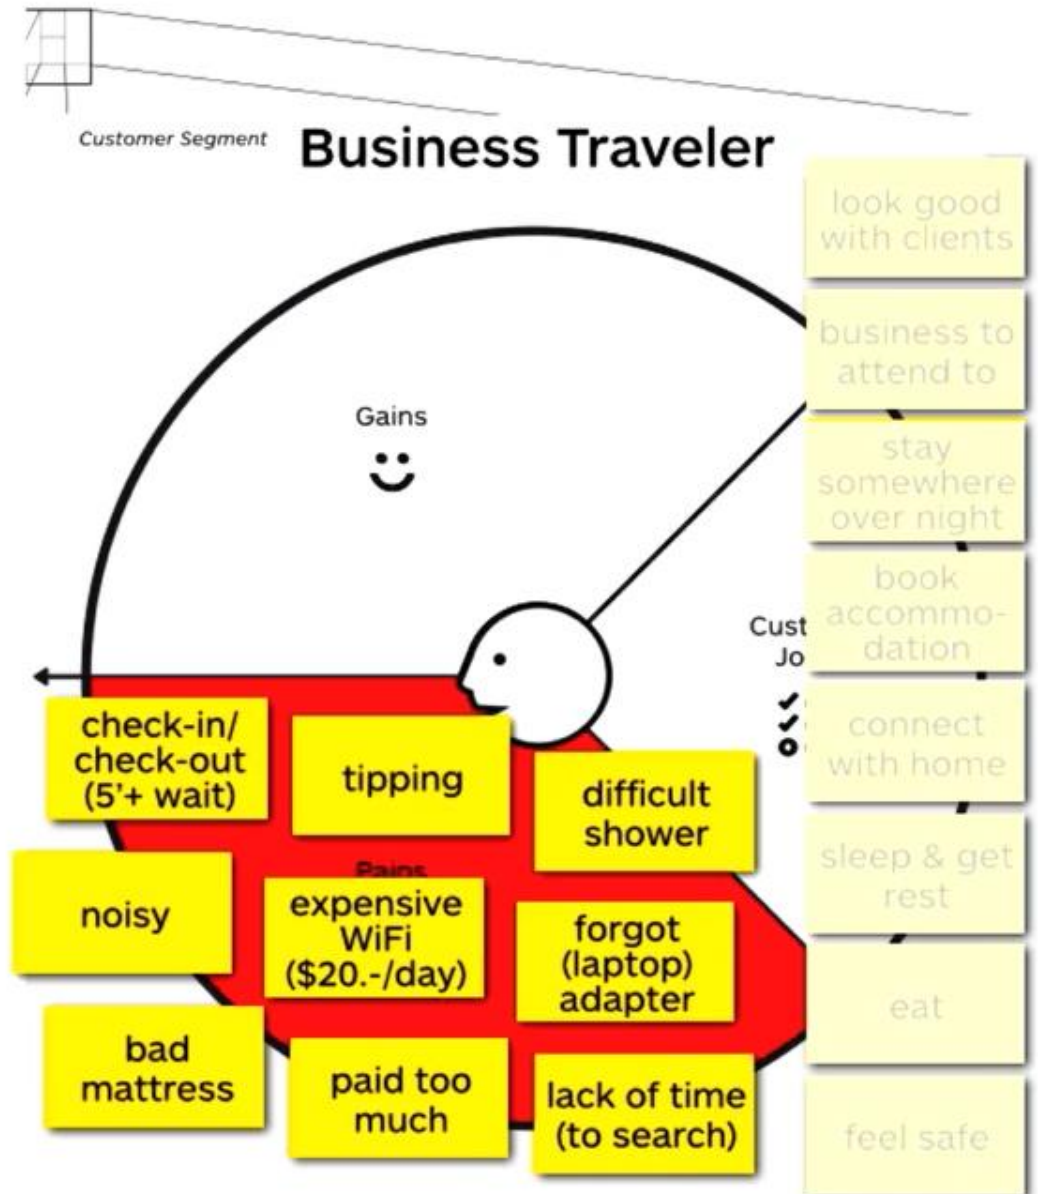 Customer Segment
Business Traveler
look good
with clients
business to
attend to
stay
somewhere
over night
book
accommo-
dation
connect
with home
sleep & get
rest
eat
feel safe
Gains
Cust
Jo
check-in/
check-out
(5'+ wait)
tipping
difficult
shower
Pains
noisy
expensive
WiFi
($20.-/day)
forgot
(laptop)
adapter
bad
mattress
paid too
much
lack of time
(to search)